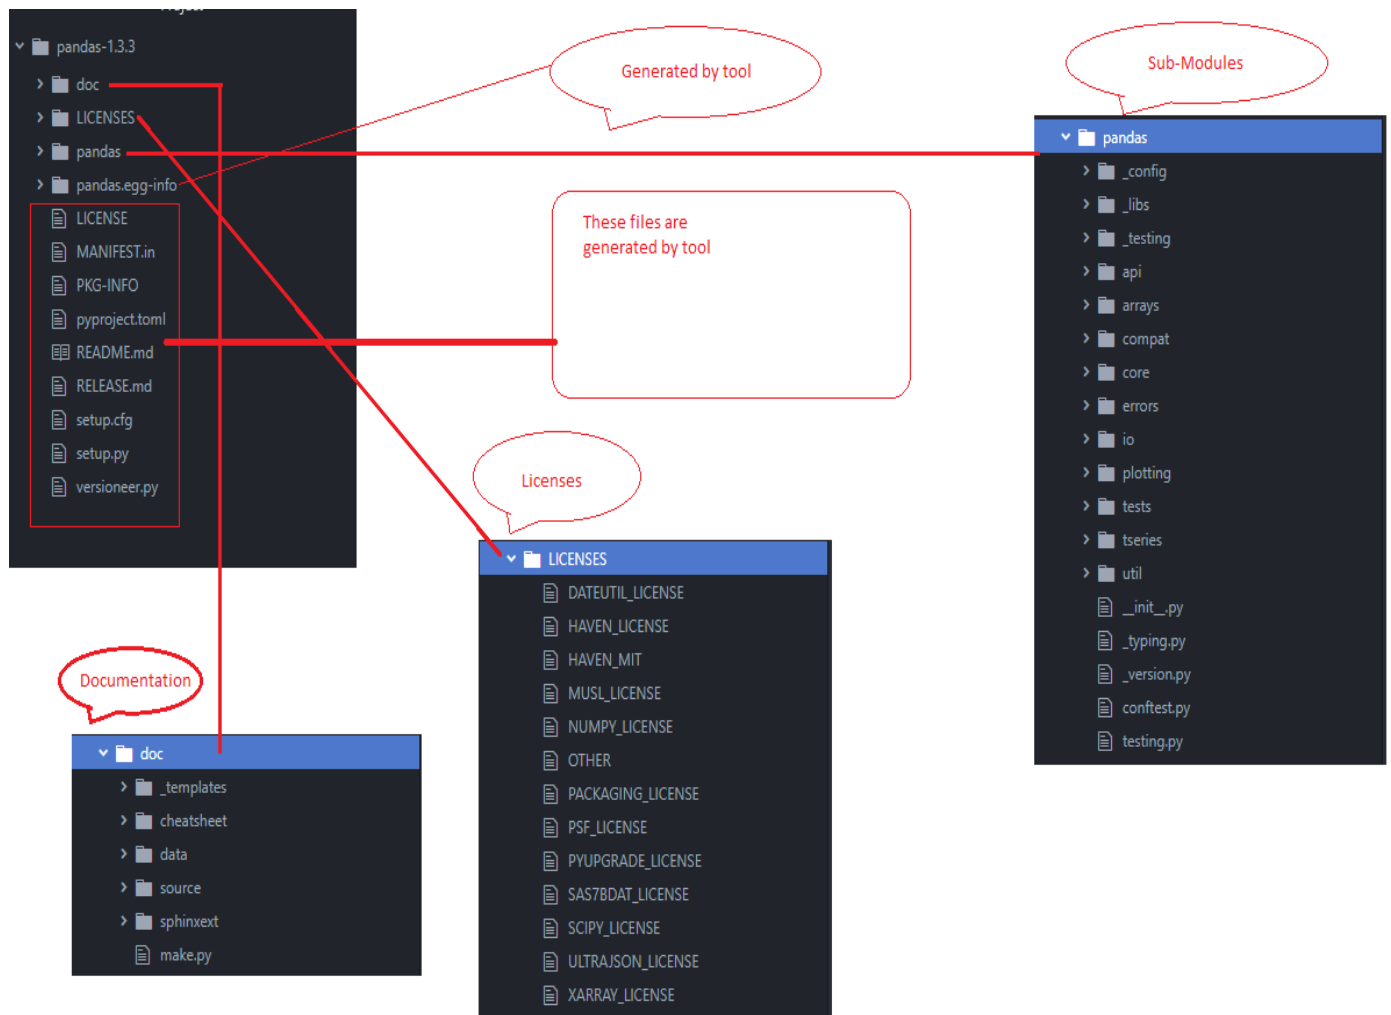 Project
pandas-1.3.3
doc
LICENSES
pandas
pandas.egg-info
LICENSE
MANIFEST.in
PKG-INFO
pyproject.toml
README.md
RELEASE.md
setup.cfg
setup.py
versioneer.py
Generated by tool
These files are
generated by tool
Sub-Modules
pandas
_config
_libs
_testing
api
arrays
compat
core
errors
io
plotting
tests
tseries
util
__init__.py
_typing.py
_version.py
conftest.py
testing.py
Licenses
LICENSES
DATEUTIL_LICENSE
HAVEN_LICENSE
HAVEN_MIT
MUSL_LICENSE
NUMPY_LICENSE
OTHER
PACKAGING_LICENSE
PSF_LICENSE
PYUPGRADE_LICENSE
SAS7BDAT_LICENSE
SCIPY_LICENSE
ULTRAJSON_LICENSE
XARRAY_LICENSE
Documentation
doc
_templates
cheatsheet
data
source
sphinxext
make.py